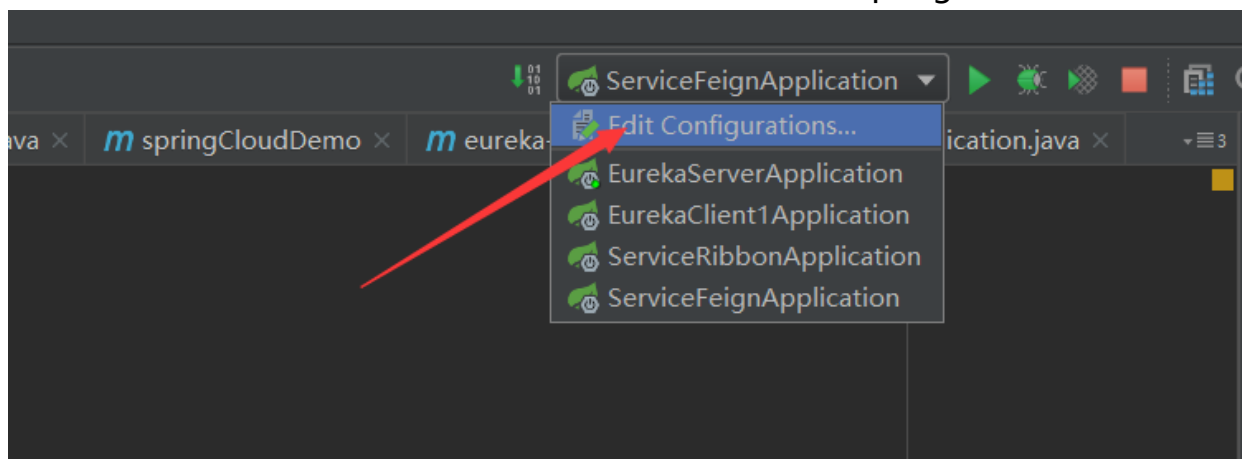 ServiceFeignApplication
Edit Configurations...
ava springCloudDemo eureka- ication.java 3
EurekaServerApplication
EurekaClient1Application
ServiceRibbonApplication
ServiceFeignApplication